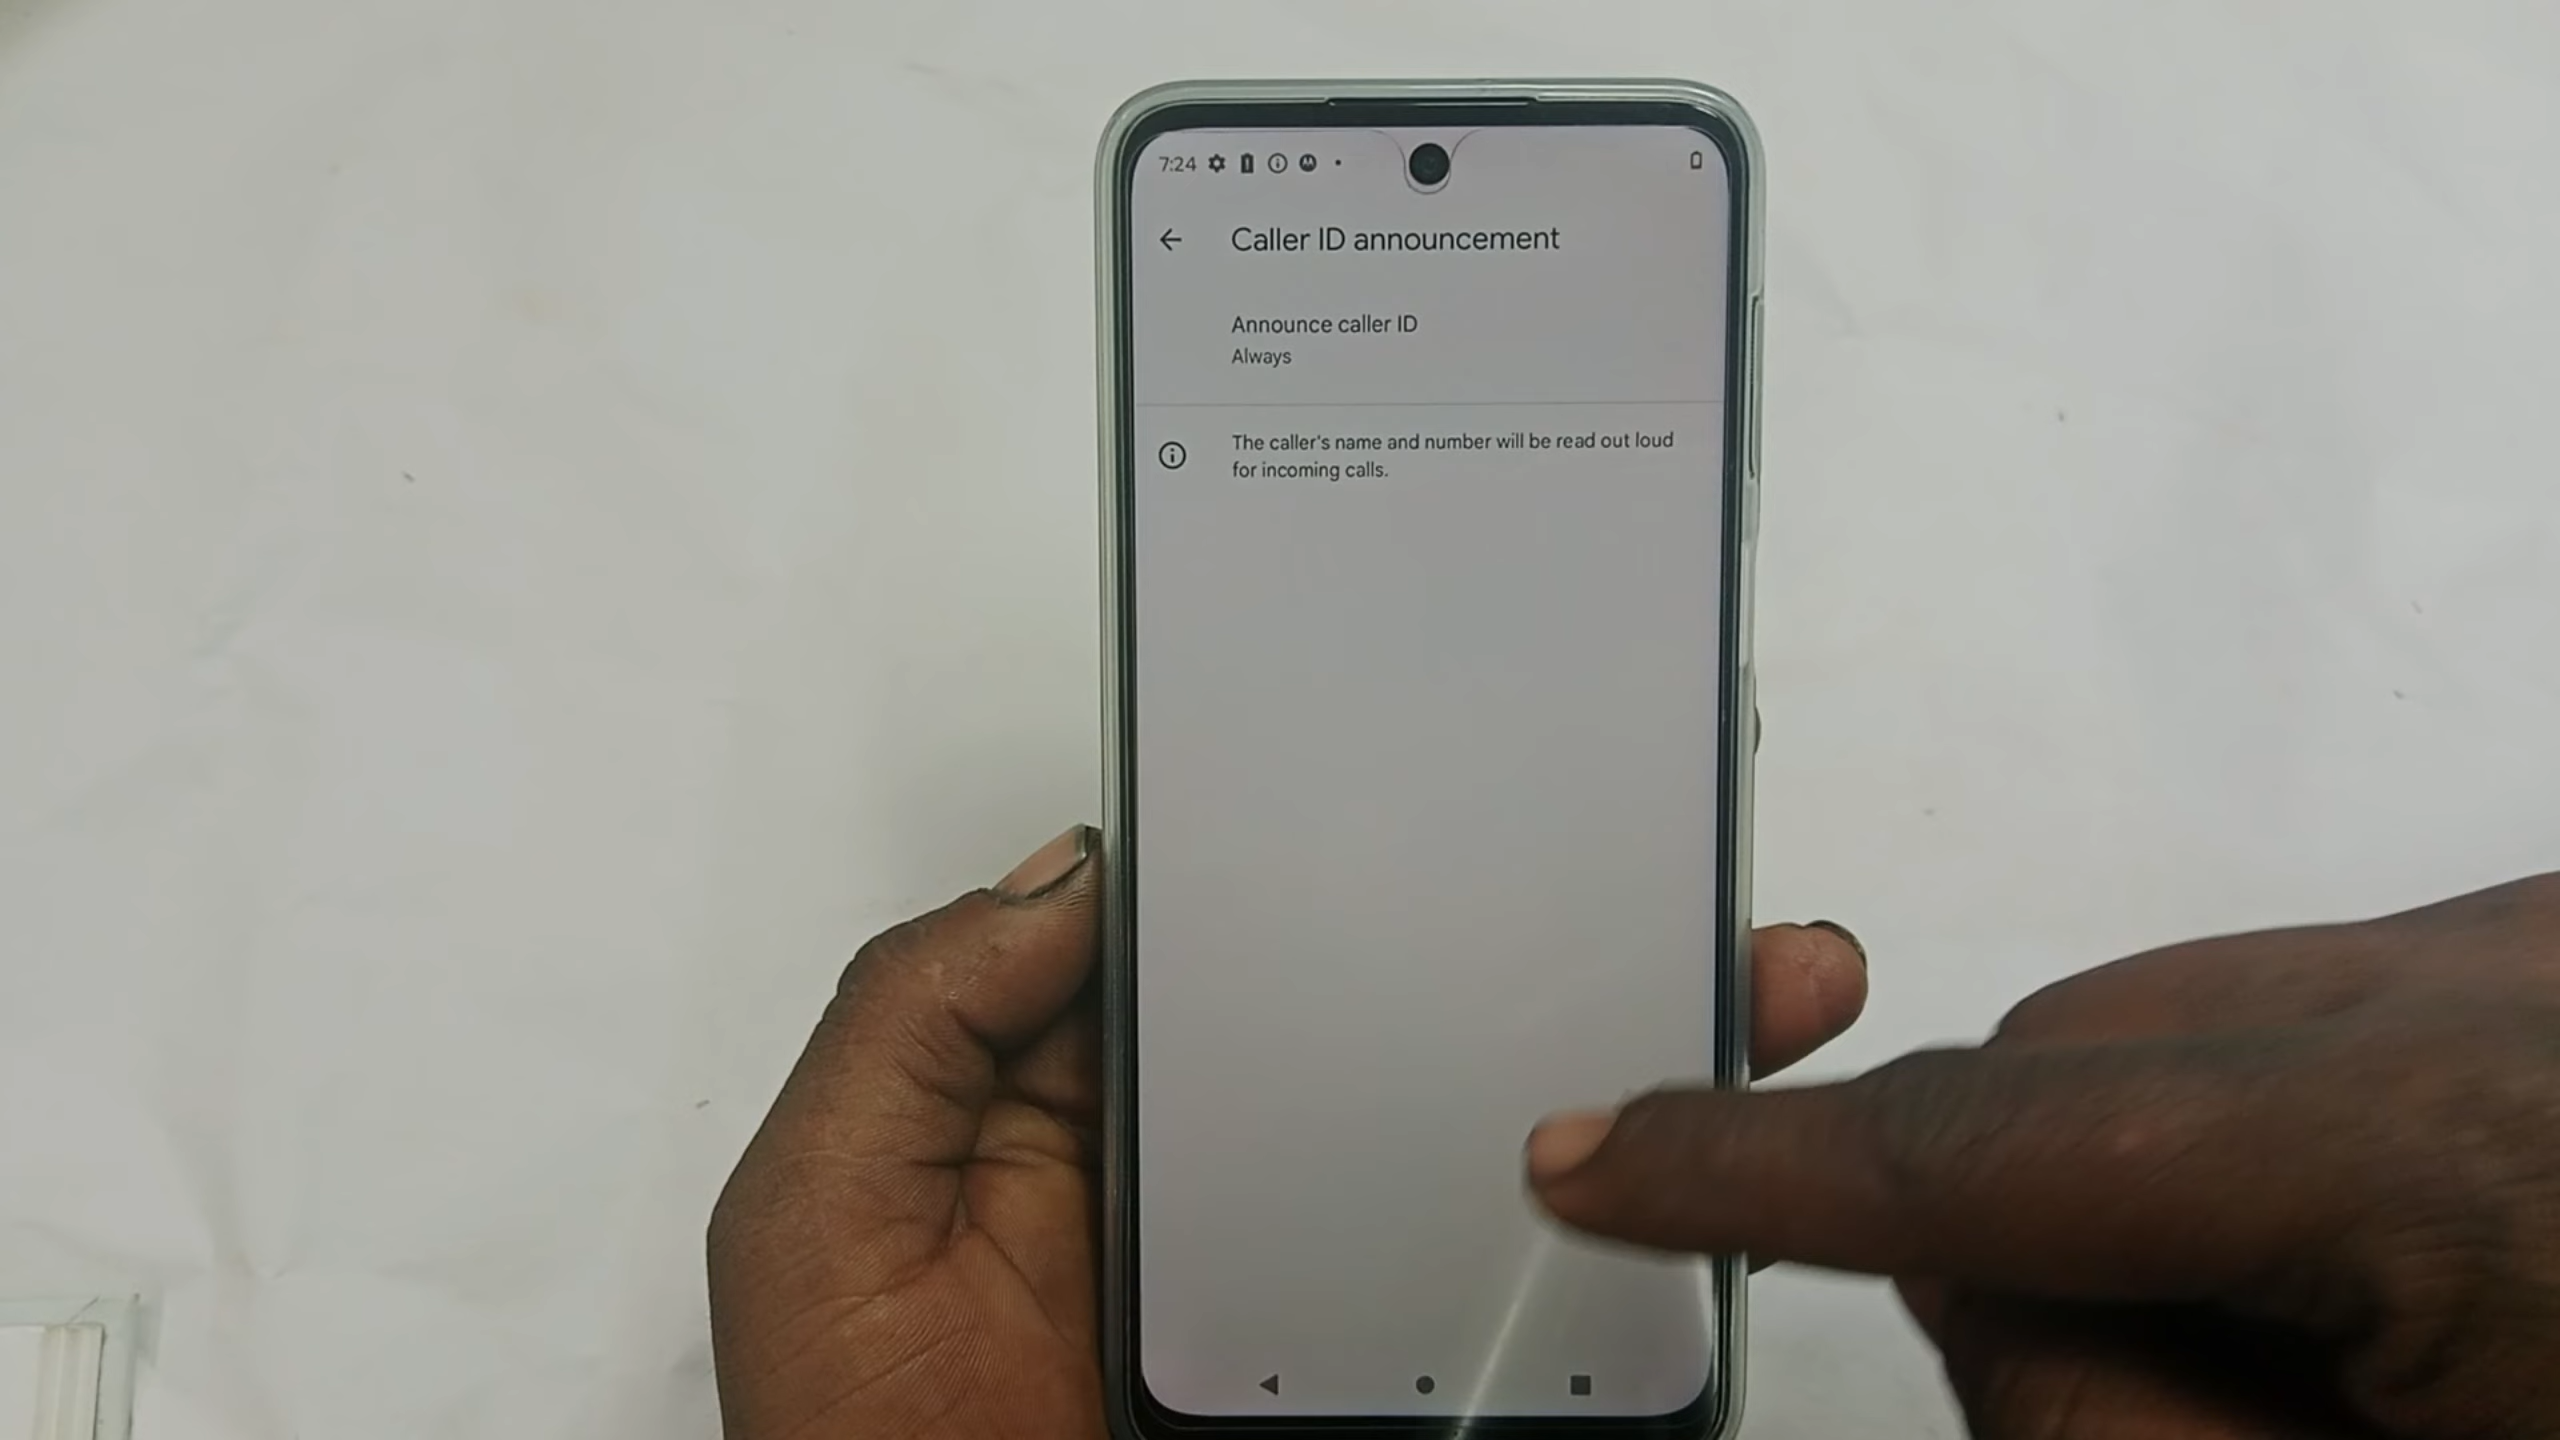 7:24
Caller ID announcement
Announce caller ID
Always
The caller's name and number will be read out loud
for incoming calls.